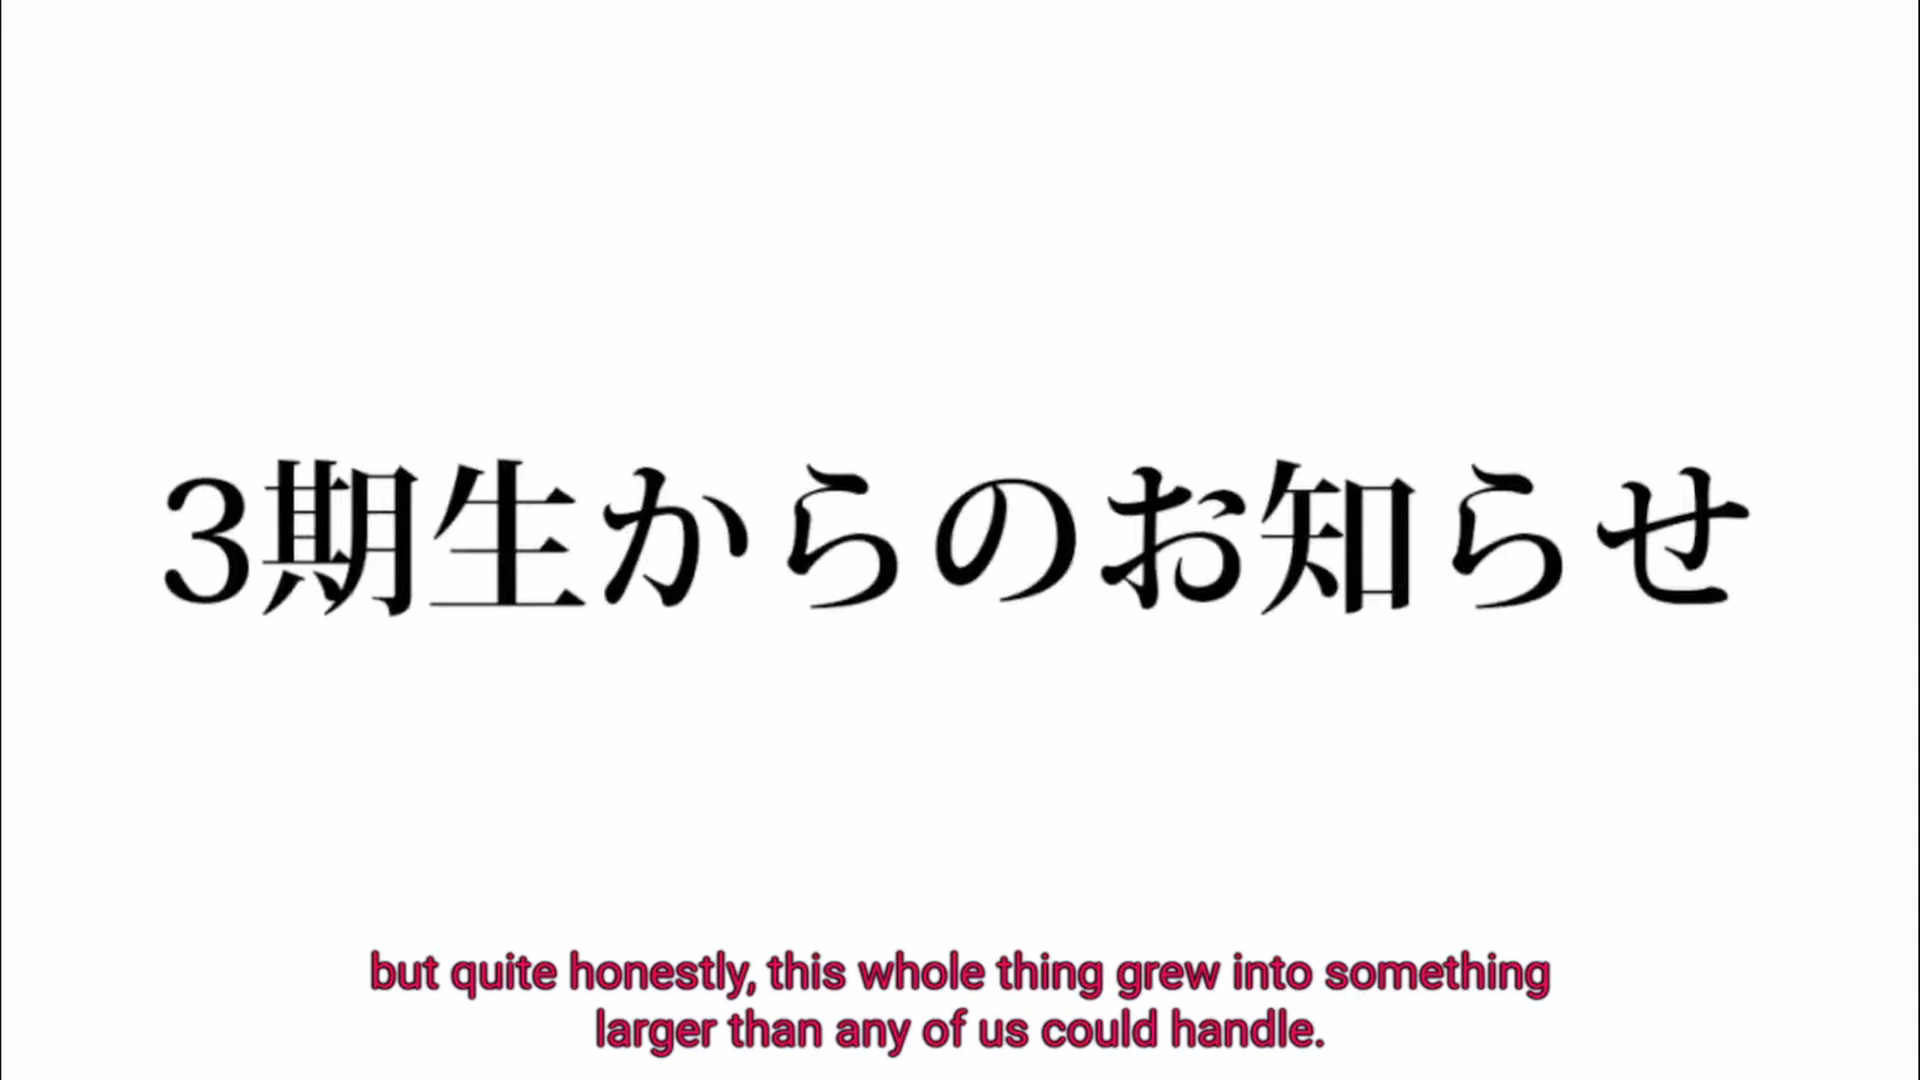 3期生からのお知らせ
but quite honestly, this whole thing grew into something
larger than any of us could handle.